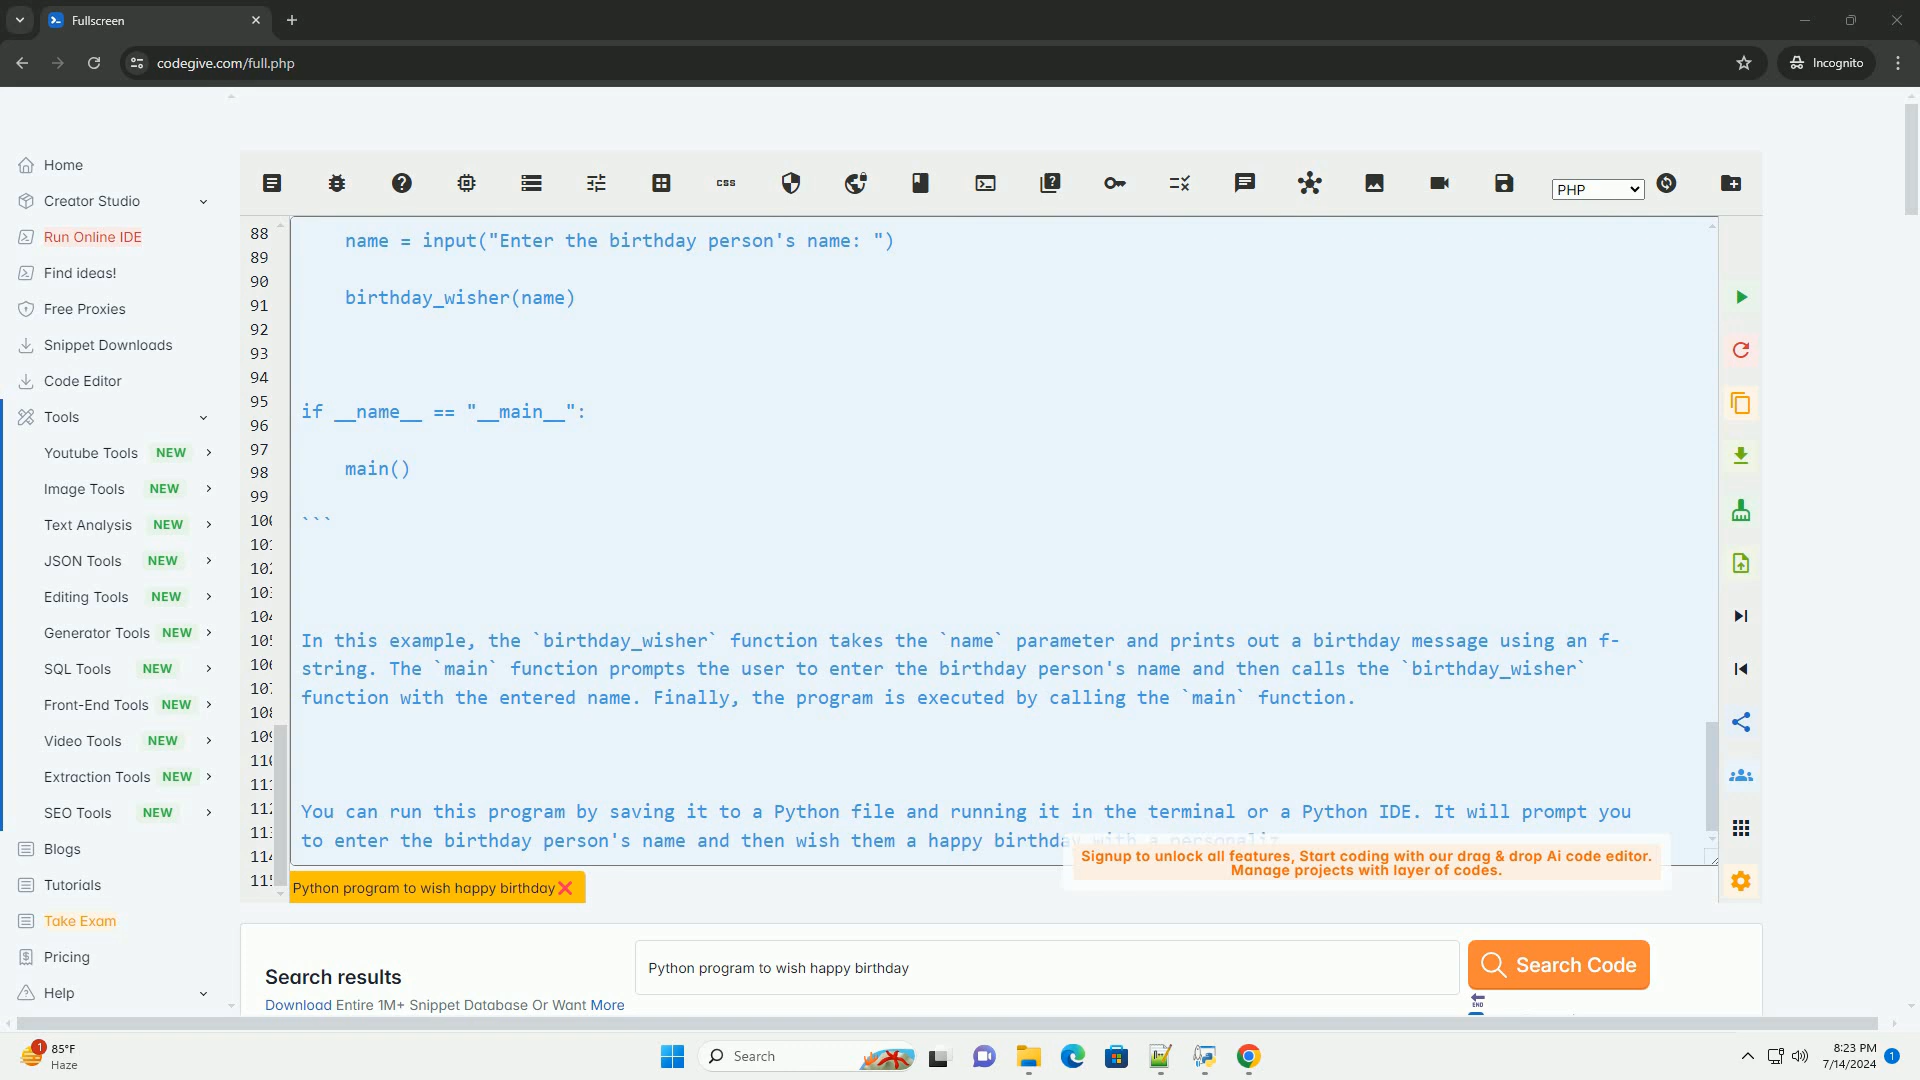 Fullscreen
codegive.com/full.php
Incognito
Home
Creator Studio
Run Online IDE
Find ideas!
Free Proxies
Snippet Downloads
Code Editor
Tools
Youtube Tools NEW
Image Tools NEW
Text Analysis NEW
JSON Tools NEW
Editing Tools NEW
Generator Tools NEW
SQL Tools NEW
Front-End Tools NEW
Video Tools NEW
Extraction Tools NEW
SEO Tools NEW
Blogs
Tutorials
Take Exam
Pricing
Help
css
PHP
88
89
90
91
92
93
94
95
96
97
98
99
name = input("Enter the birthday person's name: ")
birthday_wisher(name)
if __name__ == "__main__":
main()
```
In this example, the `birthday_wisher` function takes the `name` parameter and prints out a birthday message using an f-
string. The `main` function prompts the user to enter the birthday person's name and then calls the `birthday_wisher`
function with the entered name. Finally, the program is executed by calling the `main` function.
You can run this program by saving it to a Python file and running it in the terminal or a Python IDE. It will prompt you
to enter the birthday person's name and then wish them a happy birthday with a personaliz
Signup to unlock all features, Start coding with our drag & drop Ai code editor.
Manage projects with layer of codes.
Python program to wish happy birthday
Search results
Download Entire 1M+ Snippet Database Or Want More
Python program to wish happy birthday
Search Code
END
1
85°F
Haze
Search
8:23 PM
7/14/2024
1